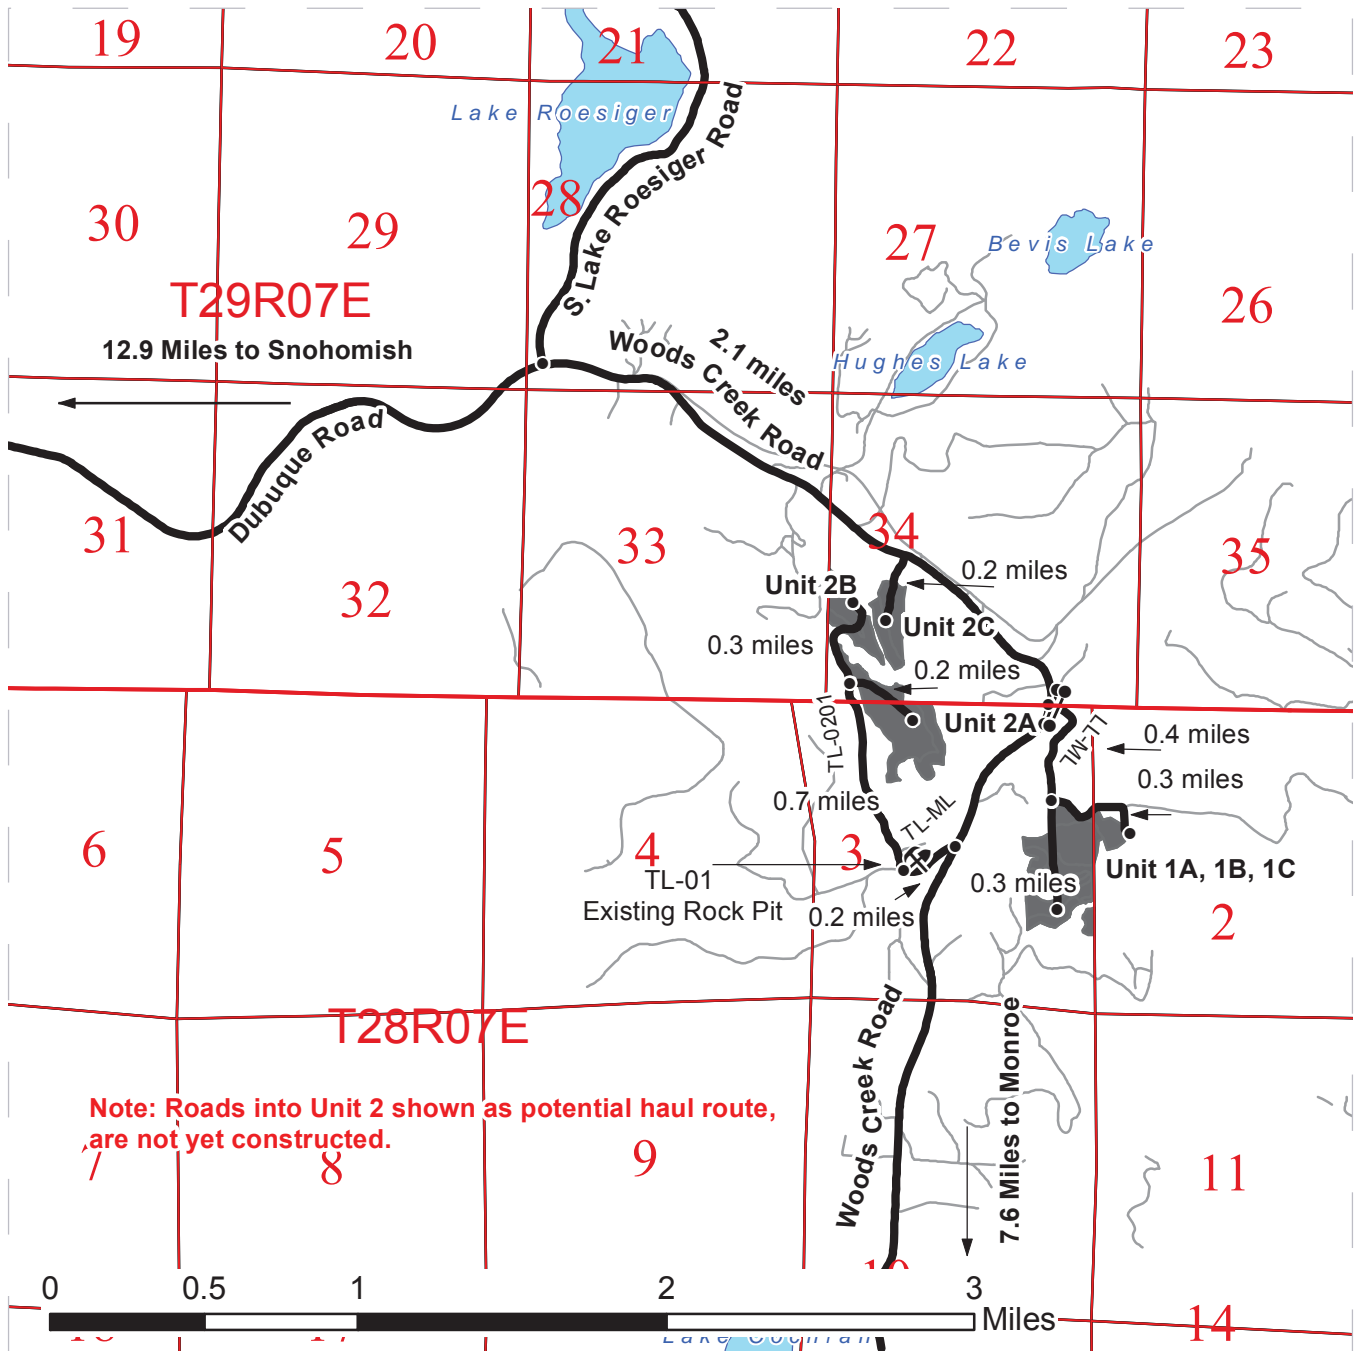 19
20
21
22
23
Lake Roesiger
S. Lake Roesiger Road
28
30
29
27
Bevis Lake
26
T29R07E
12.9 Miles to Snohomish
2.1 miles
Woods Creek Road
Hughes Lake
Dubuque Road
31
32
33
34
35
0.2 miles
Unit 2B
Unit 2C
0.3 miles
0.2 miles
TL-0201
Unit 2A
LL-ML
0.4 miles
0.3 miles
0.7 miles
TL-ML
6
5
4
3
TL-01
Existing Rock Pit
0.2 miles
0.3 miles
Unit 1A, 1B, 1C
2
T28R07E
Woods Creek Road
7.6 Miles to Monroe
Note: Roads into Unit 2 shown as potential haul route,
are not yet constructed.
7
8
9
10
11
0
0.5
1
2
3
Miles
14
Lake Cochran